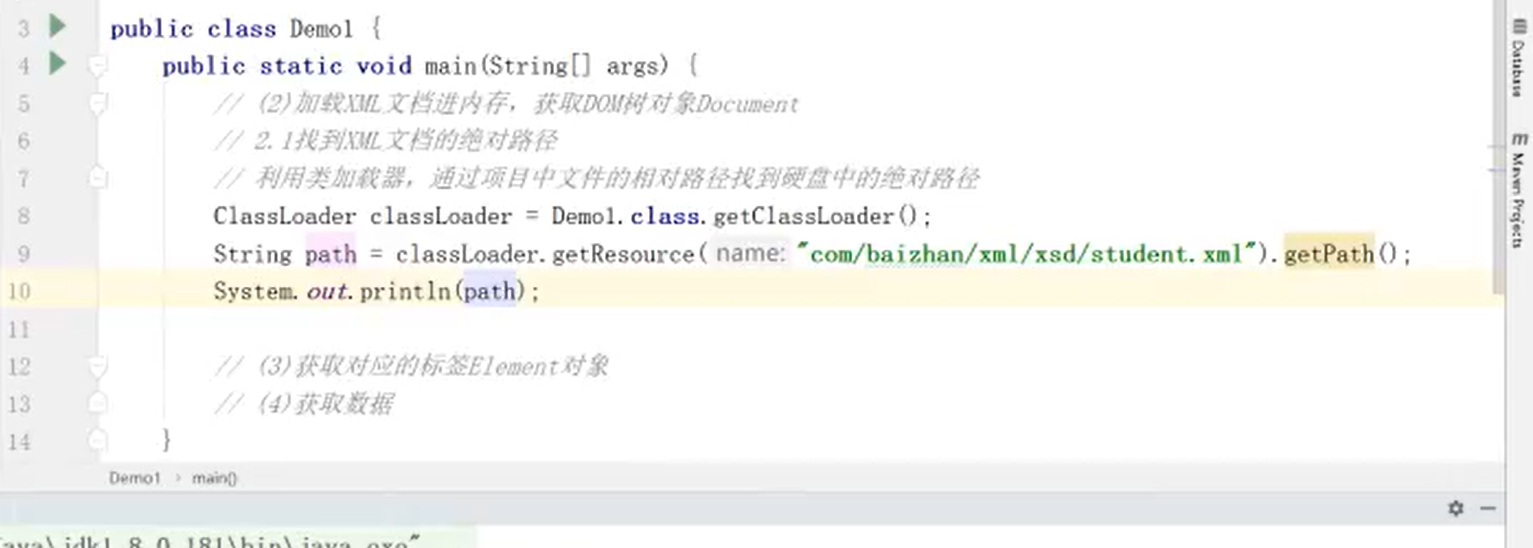 3 public class Demo1 {
4 public static void main(String[] args) {
5 // (2)加载XML文档进内存，获取DOM树对象Document
6 // 2.1找到XML文档的绝对路径
7 // 利用类加载器，通过项目中文件的相对路径找到硬盘中的绝对路径
8 ClassLoader classLoader = Demo1.class.getClassLoader();
9 String path = classLoader.getResource( name: "com/baizhan/xml/xsd/student.xml").getPath();
10 System.out.println(path);
11
12 // (3)获取对应的标签Element对象
13 // (4)获取数据
14 }
Demo1 › main()
Database
Maven Projects
java\jdk1.8.0_181\bin\java.exe"